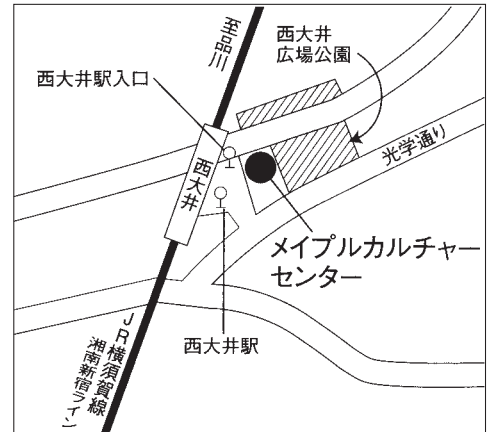 至品川
西大井
広場公園
西大井駅入口
光学通り
西大井
メイプルカルチャー
センター
西大井駅
JR横須賀線
湘南新宿ライン